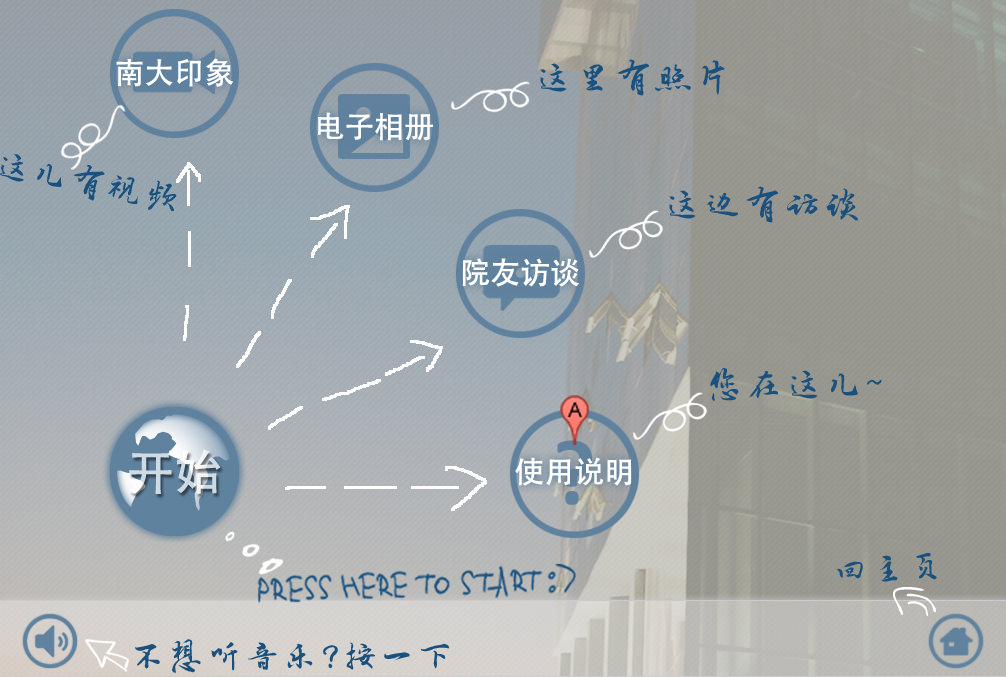 南大印象
这儿有视频
电子相册
这里有照片
院友访谈
这边有访谈
您在这儿~
A
使用说明
开始
PRESS HERE TO START:)
回主页
不想听音乐?按一下